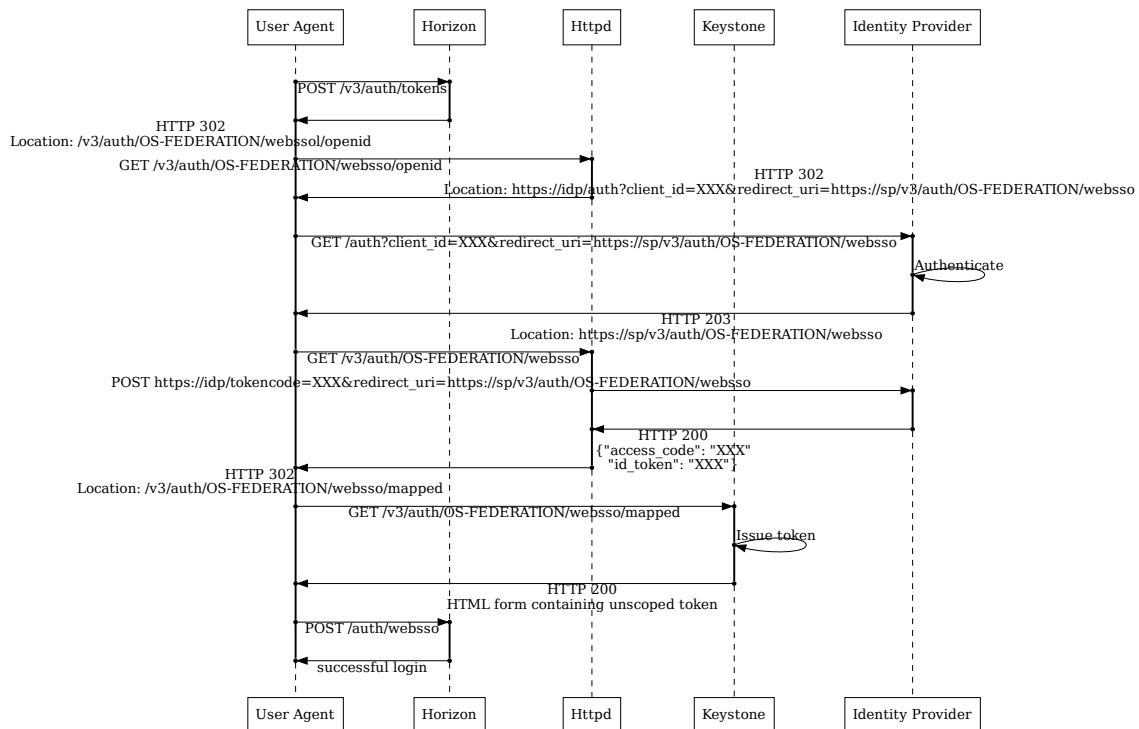 User Agent
Horizon
Httpd
Keystone
Identity Provider
POST /v3/auth/tokens
HTTP 302
Location: /v3/auth/OS-FEDERATION/webssol/openid
GET /v3/auth/OS-FEDERATION/websso/openid
HTTP 302
Location: https://idp/auth?client_id=XXX&redirect_uri=https://sp/v3/auth/OS-FEDERATION/websso
GET /auth?client_id=XXX&redirect_uri=https://sp/v3/auth/OS-FEDERATION/websso
Authenticate
HTTP 203
Location: https://sp/v3/auth/OS-FEDERATION/websso
GET /v3/auth/OS-FEDERATION/websso
POST https://idp/tokencode=XXX&redirect_uri=https://sp/v3/auth/OS-FEDERATION/websso
HTTP 200
{"access_code": "XXX"
"id_token": "XXX"}
HTTP 302
Location: /v3/auth/OS-FEDERATION/websso/mapped
GET /v3/auth/OS-FEDERATION/websso/mapped
Issue token
HTTP 200
HTML form containing unscoped token
POST /auth/websso
successful login
User Agent
Horizon
Httpd
Keystone
Identity Provider